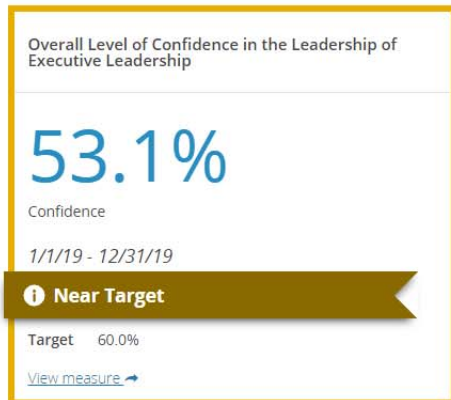 Overall Level of Confidence in the Leadership of
Executive Leadership
53.1%
Confidence
1/1/19 - 12/31/19
Near Target
Target 60.0%
View measure